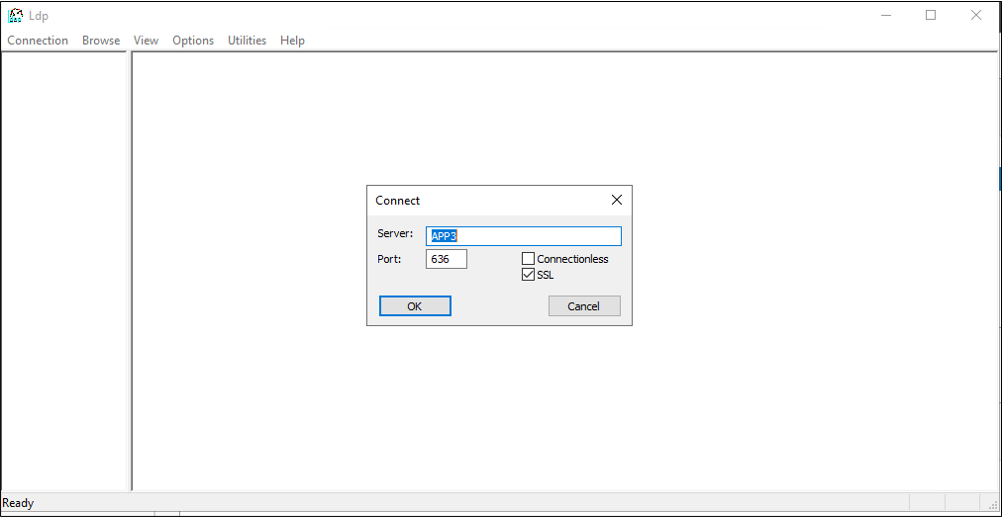 Ldp
Connection Browse View Options Utilities Help
Connect
Server: APP3
Port: 636 Connectionless
SSL
OK Cancel
Ready